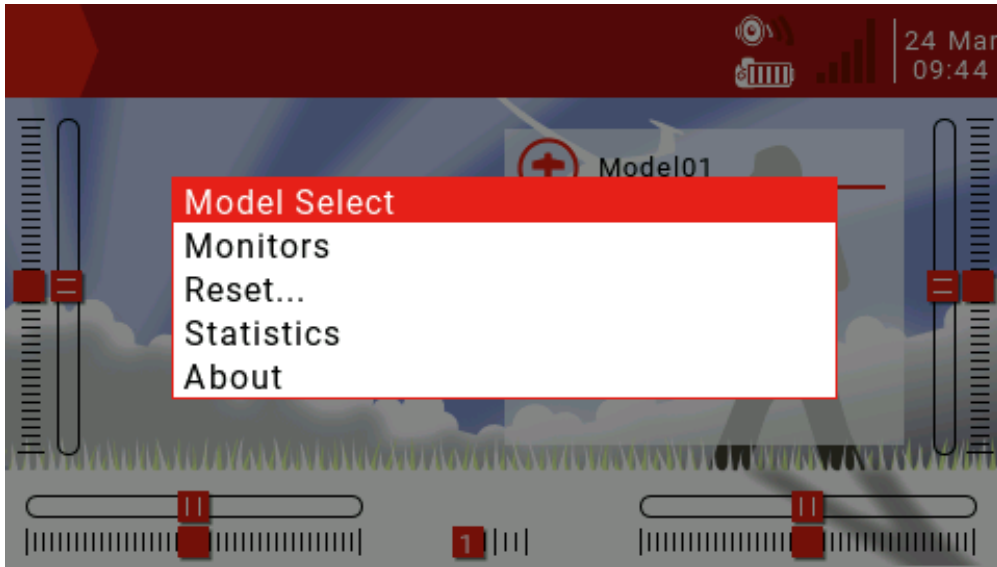 24 Mar
09:44
Model01
Model Select
Monitors
Reset...
Statistics
About
1